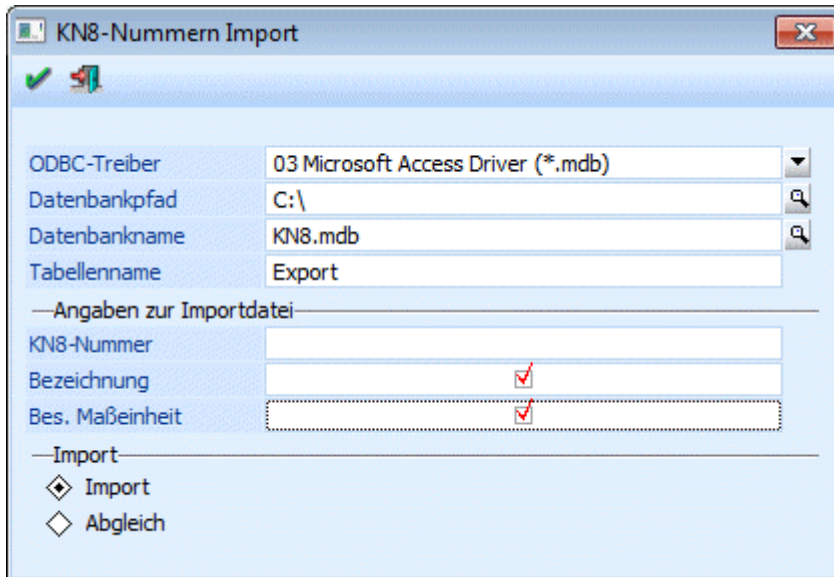 KN8-Nummern Import
ODBC-Treiber 03 Microsoft Access Driver (*.mdb)
Datenbankpfad C:\
Datenbankname KN8.mdb
Tabellenname Export
Angaben zur Importdatei
KN8-Nummer
Bezeichnung
Bes. Maßeinheit
Import
Import
Abgleich